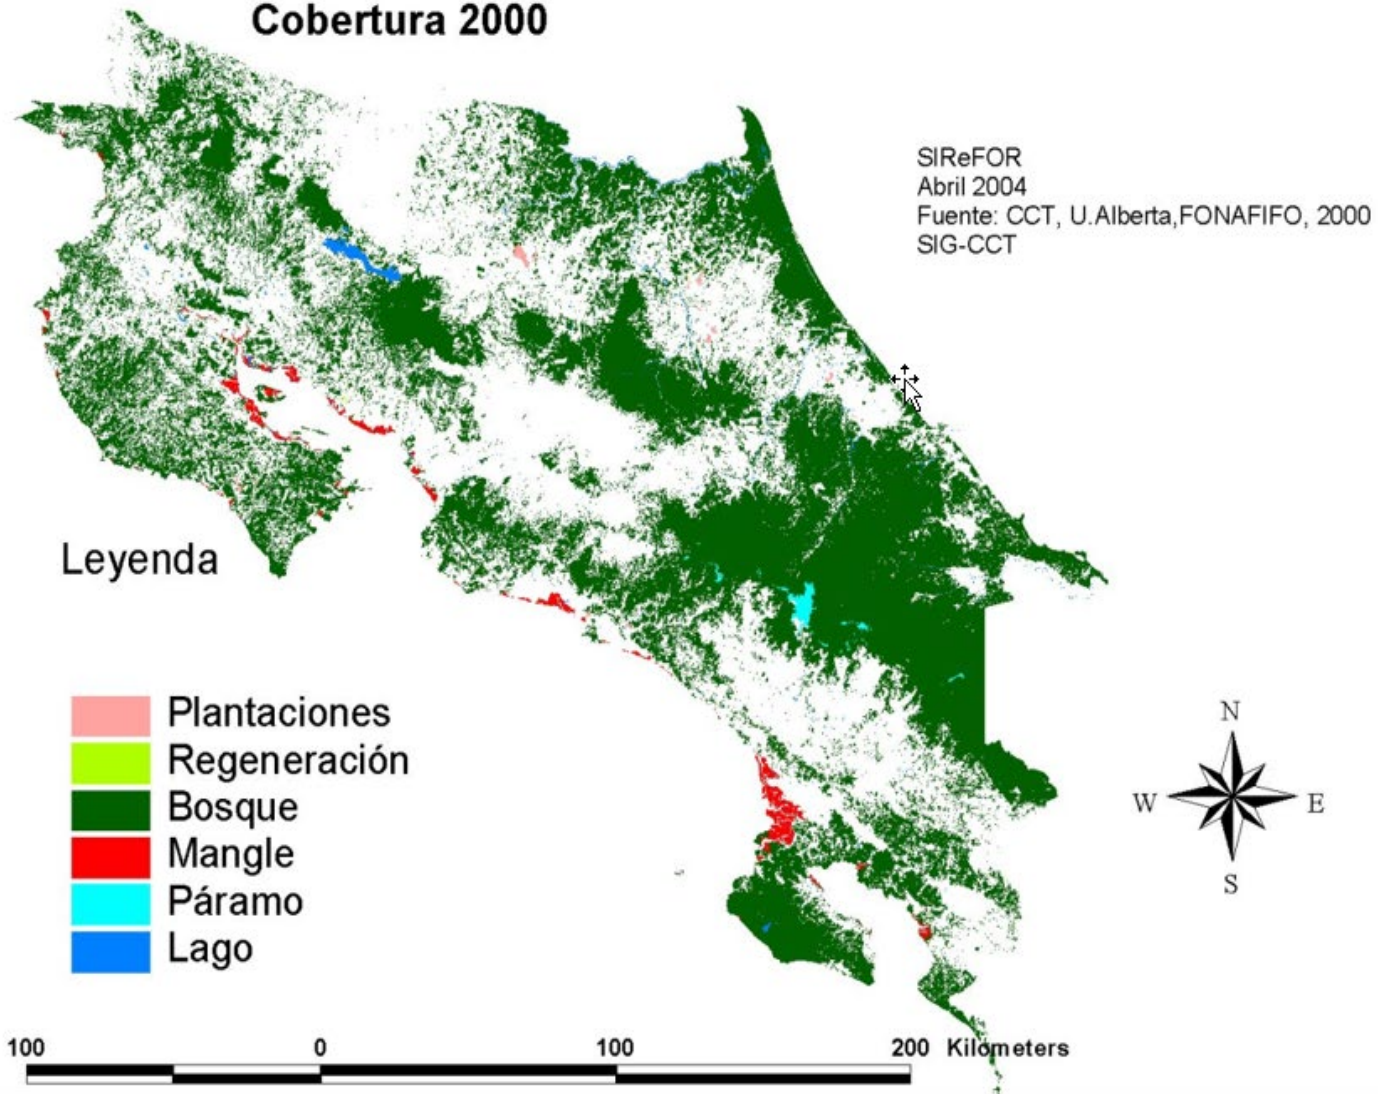 Cobertura 2000
SIReFOR
Abril 2004
Fuente: CCT, U.Alberta,FONAFIFO, 2000
SIG-CCT
Leyenda
Plantaciones
Regeneración
Bosque
Mangle
Páramo
Lago
N
W E
S
100 0 100 200 Kilometers